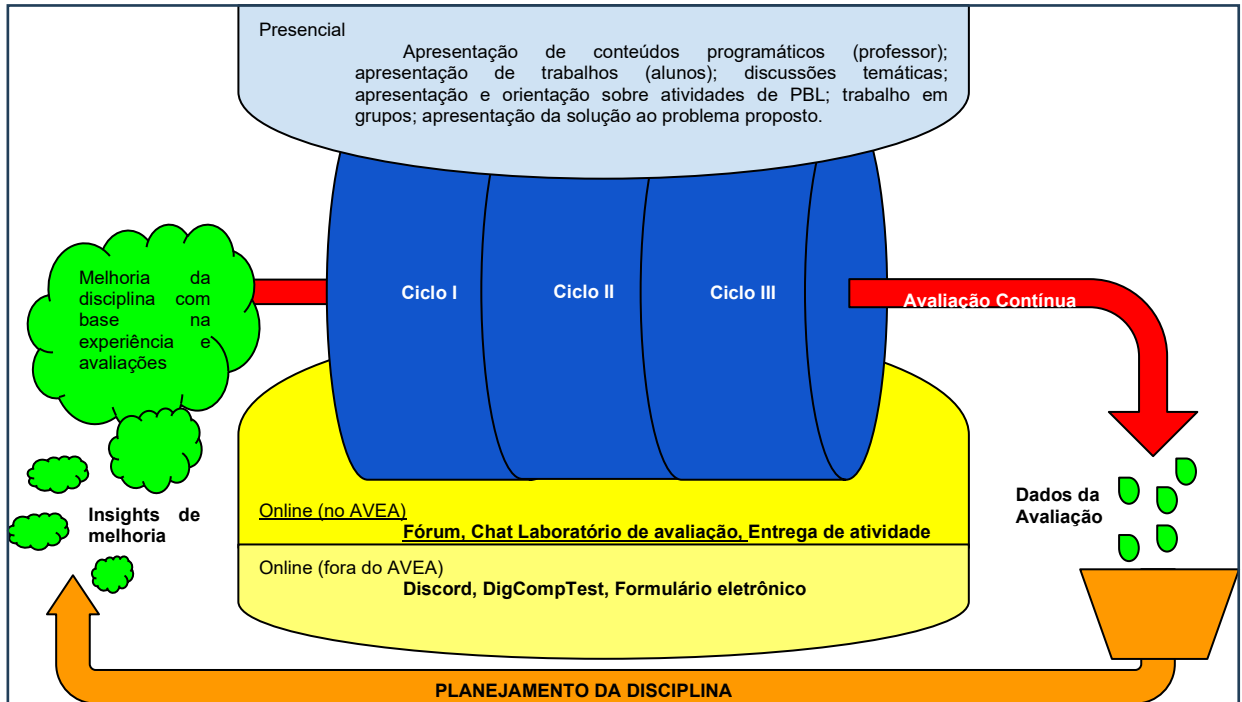 Presencial
Apresentação de conteúdos programáticos (professor);
apresentação de trabalhos (alunos); discussões temáticas;
apresentação e orientação sobre atividades de PBL; trabalho em
grupos; apresentação da solução ao problema proposto.
Melhoria da
disciplina com
base na
experiência e
avaliações
Ciclo I
Ciclo II
Ciclo III
Avaliação Contínua
Insights de
melhoria
Dados da
Avaliação
Online (no AVEA)
Fórum, Chat Laboratório de avaliação, Entrega de atividade
Online (fora do AVEA)
Discord, DigCompTest, Formulário eletrônico
PLANEJAMENTO DA DISCIPLINA